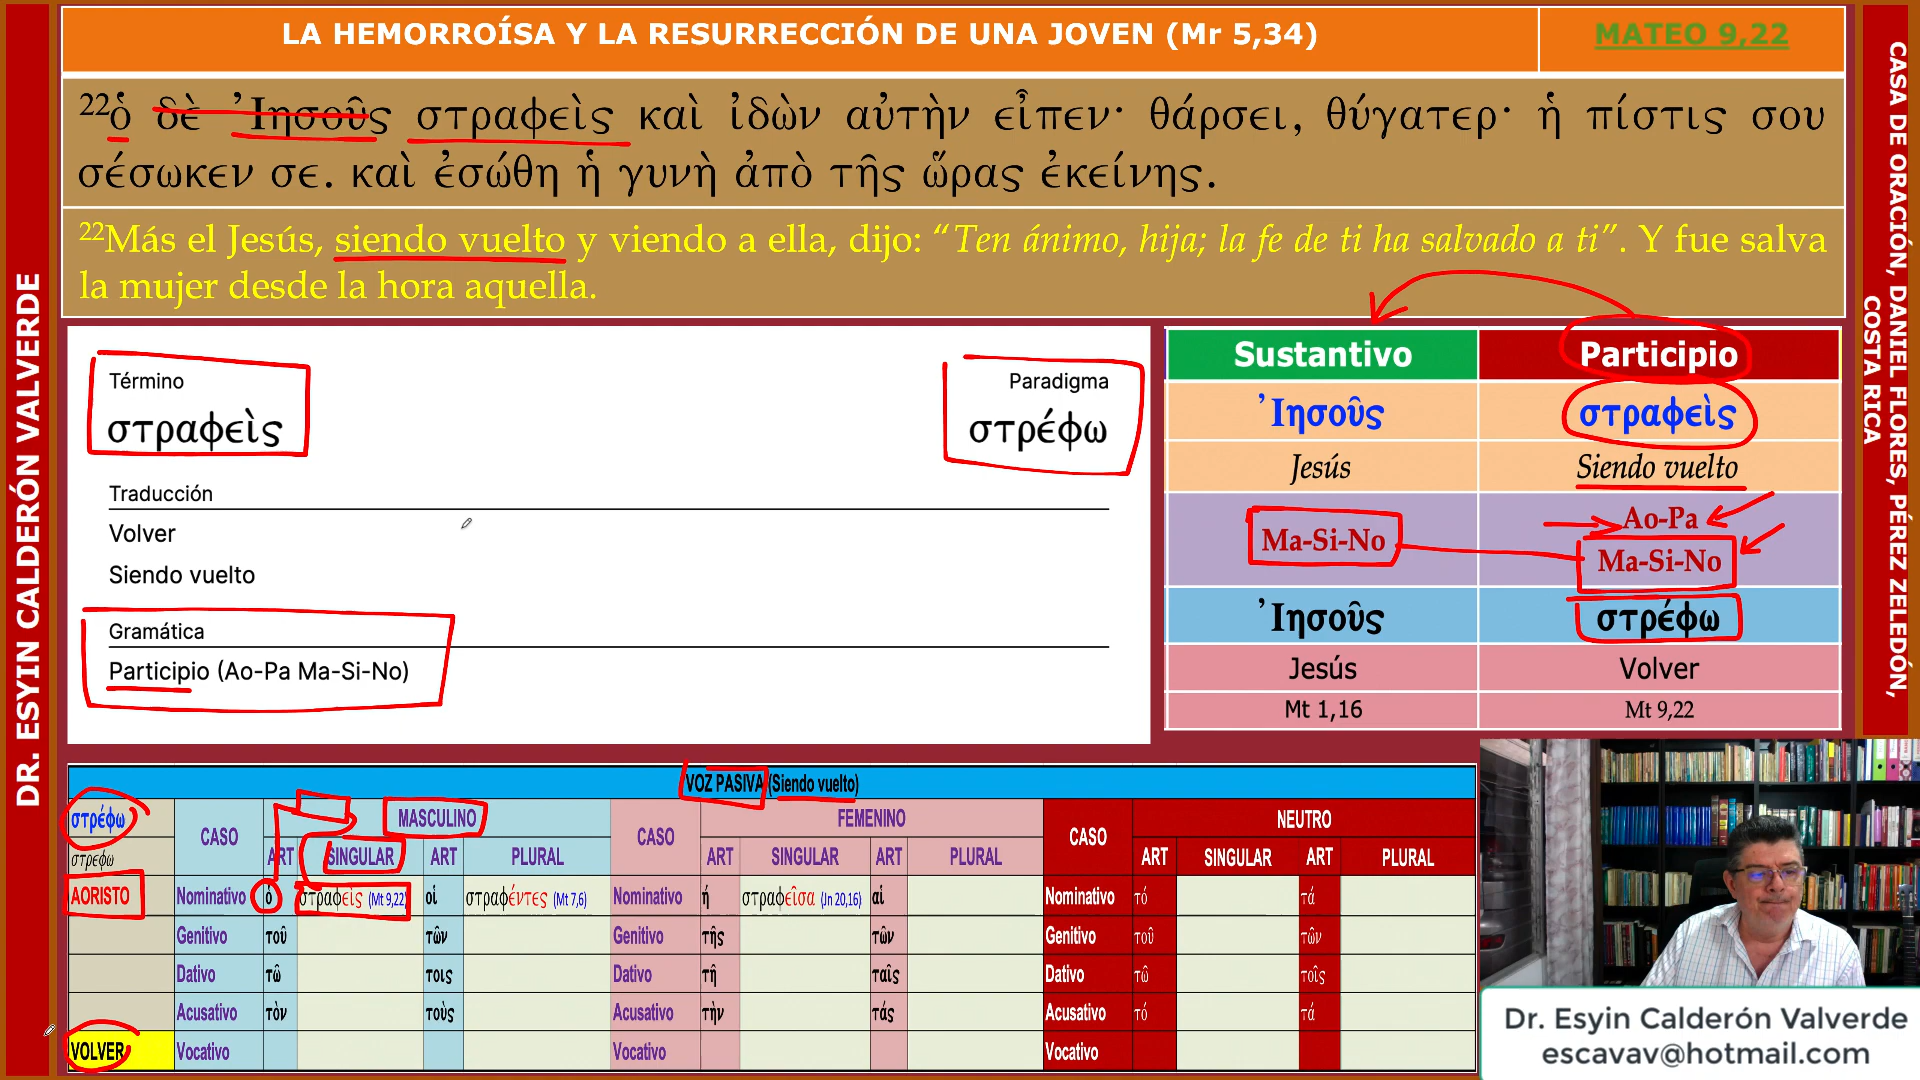 LA HEMORROÍSA Y LA RESURRECCIÓN DE UNA JOVEN (Mr 5,34)
MATEO 9,22
²²ὁ δὲ Ἰησοῦς στραφεὶς καὶ ἰδὼν αὐτὴν εἶπεν· θάρσει, θύγατερ· ἡ πίστις σου
σέσωκεν σε. καὶ ἐσώθη ἡ γυνὴ ἀπὸ τῆς ὥρας ἐκείνης.
²²Más el Jesús, siendo vuelto y viendo a ella, dijo: “Ten ánimo, hija; la fe de ti ha salvado a ti”. Y fue salva
la mujer desde la hora aquella.
DR. ESYIN CALDERÓN VALVERDE
CASA DE ORACIÓN, DANIEL FLORES, PÉREZ ZELEDÓN,
COSTA RICA
Término
Paradigma
στραφεὶς
στρέφω
Traducción
Volver
Siendo vuelto
Gramática
Participio (Ao-Pa Ma-Si-No)
Sustantivo Participio
Ἰησοῦς στραφεὶς
Jesús Siendo vuelto
Ma-Si-No Ao-Pa
Ma-Si-No
Ἰησοῦς στρέφω
Jesús Volver
Mt 1,16 Mt 9,22
VOZ PASIVA (Siendo vuelto)
στρέφω CASO MASCULINO CASO FEMENINO CASO NEUTRO
στρεφω ART SINGULAR ART PLURAL ART SINGULAR ART PLURAL ART SINGULAR ART PLURAL
AORISTO Nominativo ὁ στραφείς (Mt 9,22) οἱ στραφέντες (Mt 7,6) Nominativo ἡ στραφεῖσα (Jn 20,16) αἱ Nominativo τό τά
Genitivo τοῦ τῶν Genitivo τῆς τῶν Genitivo τοῦ τῶν
Dativo τῶ τοις Dativo τῆ ταῖς Dativo τῶ τοῖς
Acusativo τὸν τοὺς Acusativo τὴν τάς Acusativo τό τά
VOLVER Vocativo Vocativo Vocativo
Dr. Esyin Calderón Valverde
escavav@hotmail.com